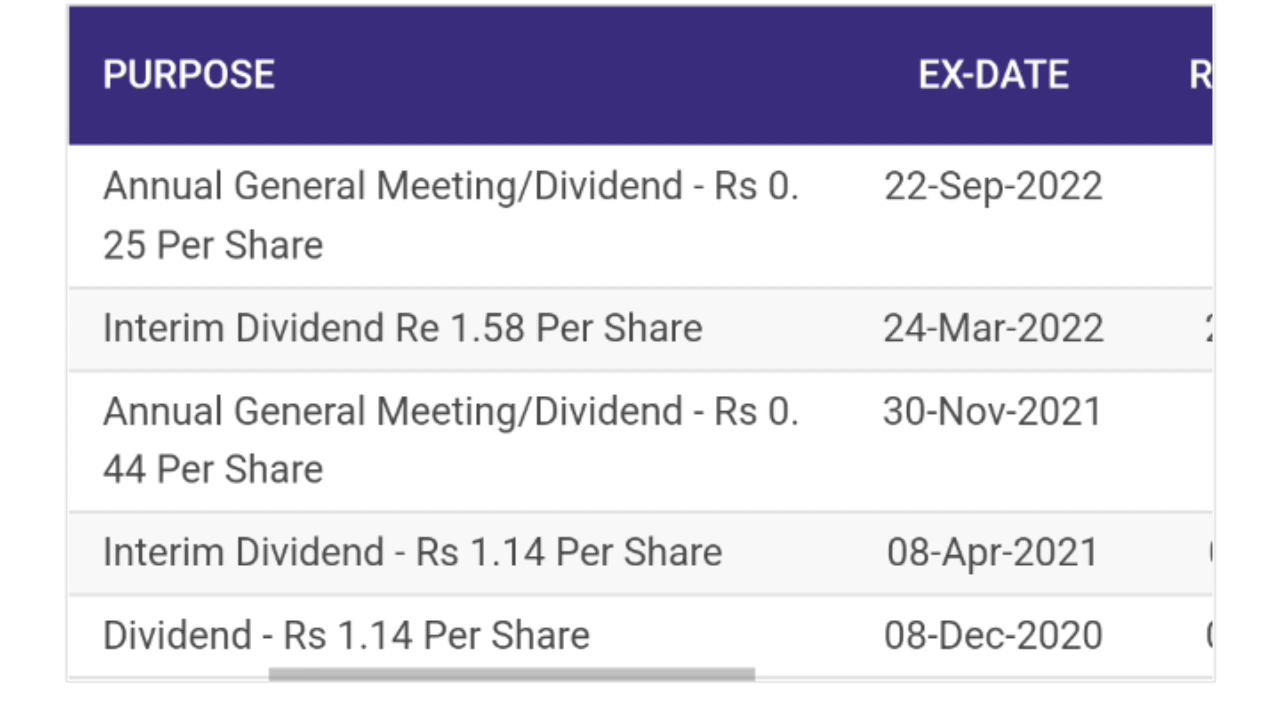 PURPOSE EX-DATE R
Annual General Meeting/Dividend - Rs 0. 22-Sep-2022
25 Per Share
Interim Dividend Re 1.58 Per Share 24-Mar-2022
Annual General Meeting/Dividend - Rs 0. 30-Nov-2021
44 Per Share
Interim Dividend - Rs 1.14 Per Share 08-Apr-2021
Dividend - Rs 1.14 Per Share 08-Dec-2020